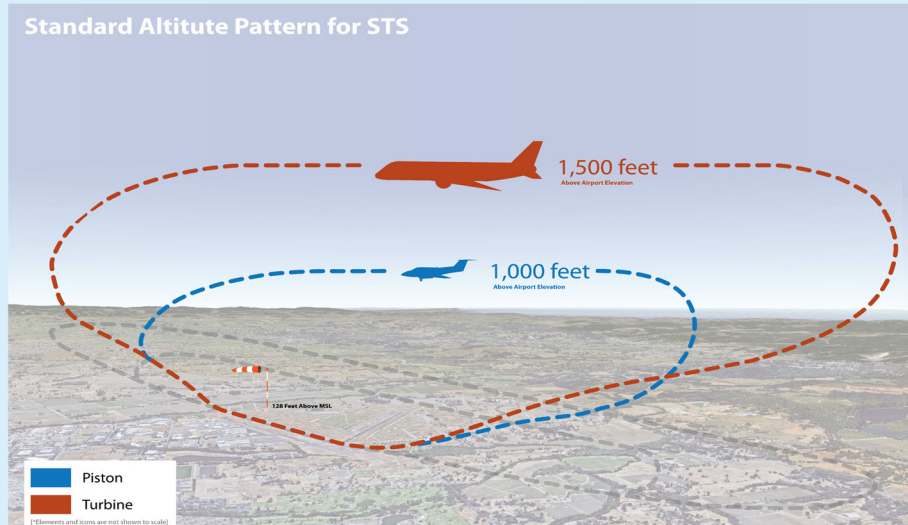 Standard Altitute Pattern for STS
1,500 feet
Above Airport Elevation
1,000 feet
Above Airport Elevation
128 Feet Above MSL
Piston
Turbine
(*Elements and icons are not shown to scale)